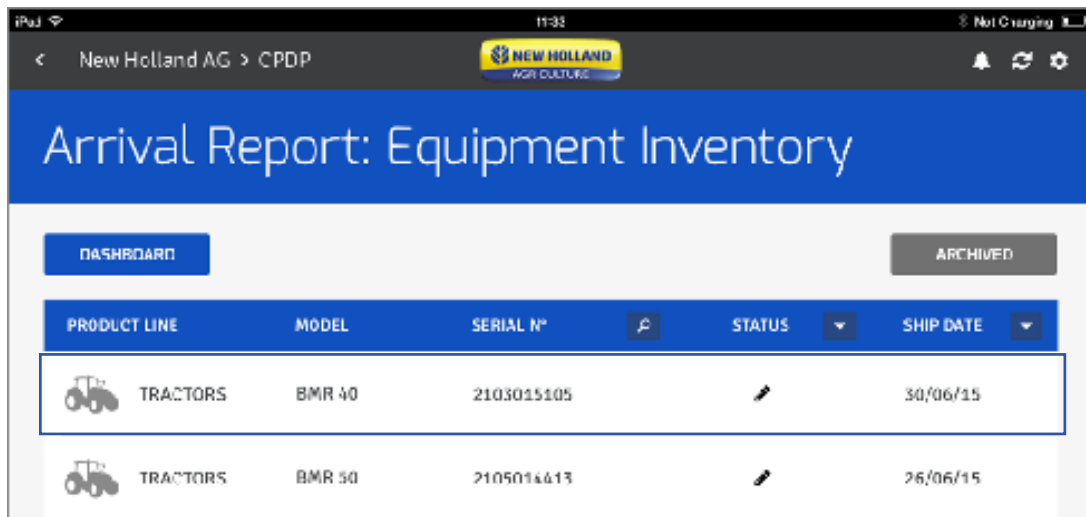 iPad 11:33 Not Charging
New Holland AG > CPDP NEW HOLLAND
AGRICULTURE
Arrival Report: Equipment Inventory
DASHBOARD ARCHIVED
PRODUCT LINE MODEL SERIAL N° STATUS SHIP DATE
TRACTORS BMR 40 2103015105 30/06/15
TRACTORS BMR 50 2105014413 26/06/15